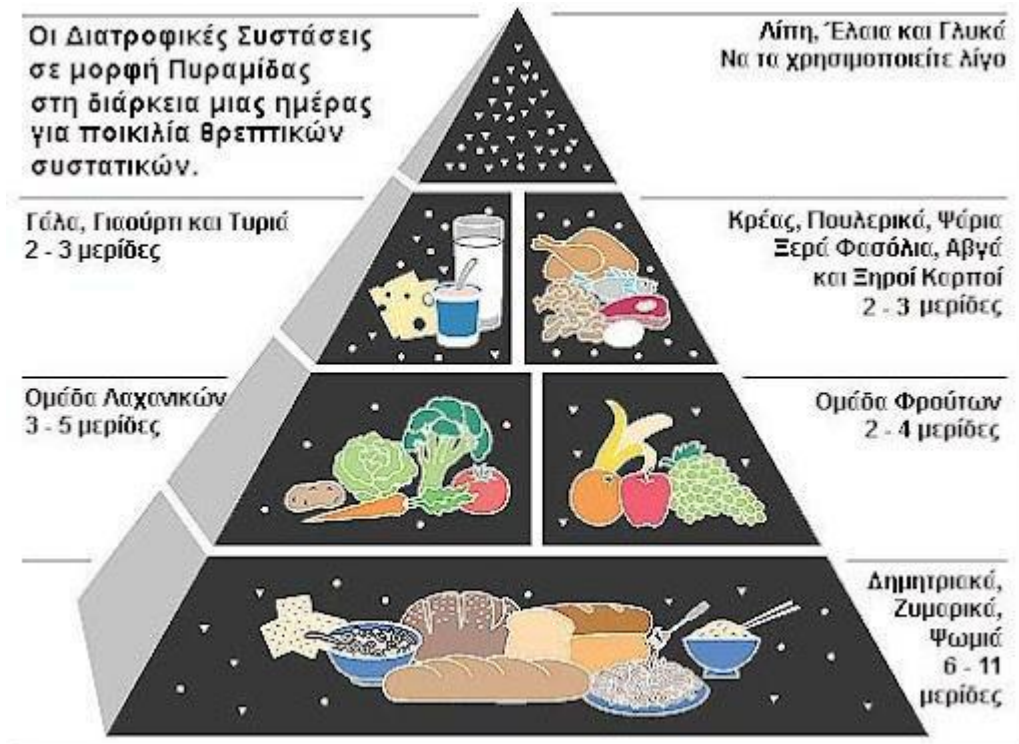 Οι Διατροφικές Συστάσεις
σε μορφή Πυραμίδας
στη διάρκεια μιας ημέρας
για ποικιλία θρεπτικών
συστατικών.
Λίπη, Έλαια και Γλυκά
Να τα χρησιμοποιείτε λίγο
Γάλα, Γιαούρτι και Τυριά
2 - 3 μερίδες
Κρέας, Πουλερικά, Ψάρια
Ξερά Φασόλια, Αβγά
και Ξηροί Καρποί
2 - 3 μερίδες
Ομάδα Λαχανικών
3 - 5 μερίδες
Ομάδα Φρούτων
2 - 4 μερίδες
Δημητριακά,
Ζυμαρικά,
Ψωμιά
6 - 11
μερίδες